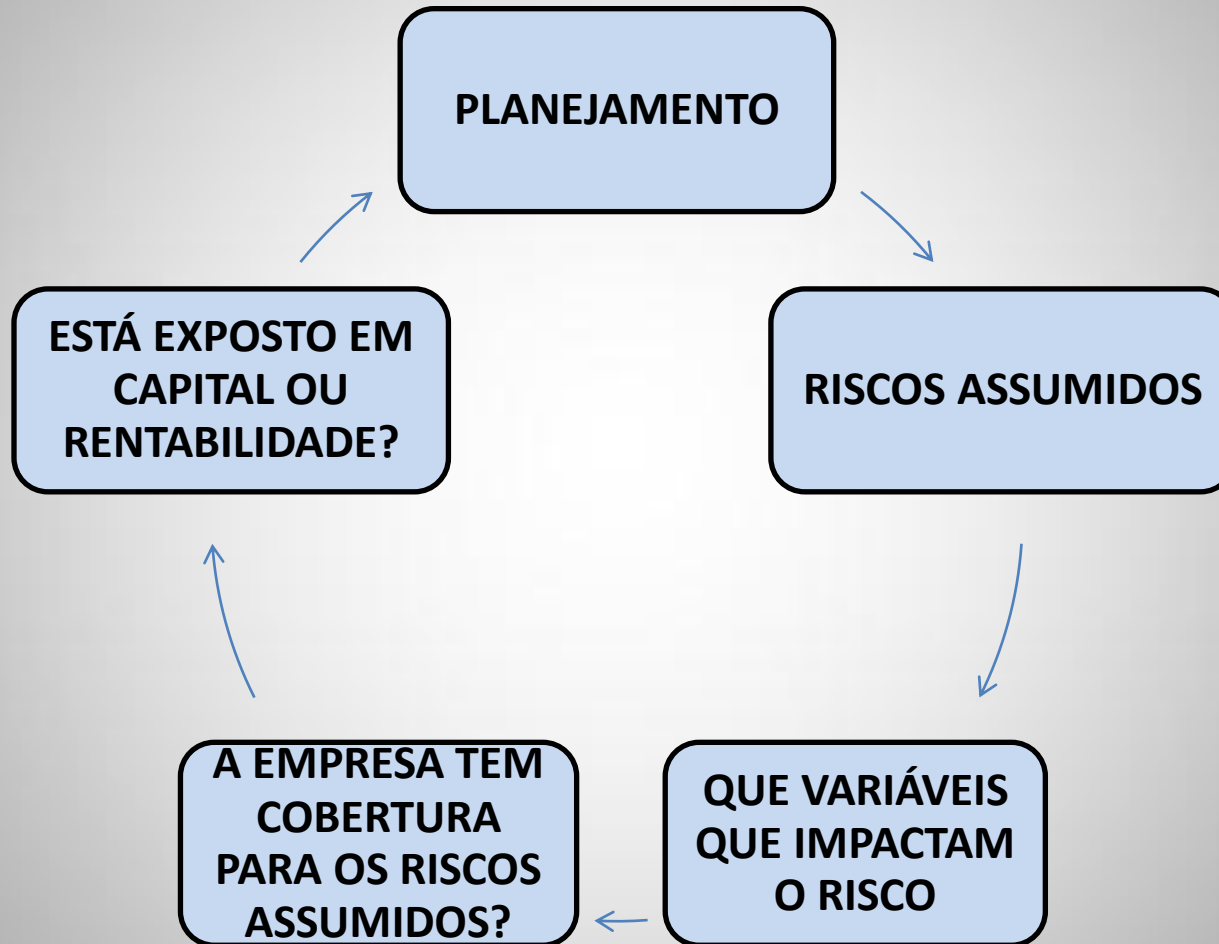 PLANEJAMENTO
RISCOS ASSUMIDOS
QUE VARIÁVEIS
QUE IMPACTAM
O RISCO
A EMPRESA TEM
COBERTURA
PARA OS RISCOS
ASSUMIDOS?
ESTÁ EXPOSTO EM
CAPITAL OU
RENTABILIDADE?